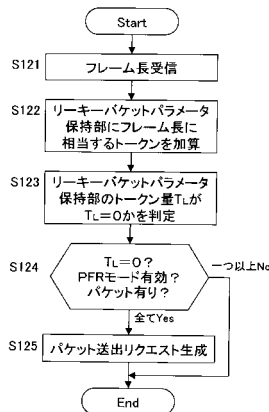 Start
S121
フレーム長受信
S122
リーキーバケットパラメータ
保持部にフレーム長に
相当するトークンを加算
S123
リーキーバケットパラメータ
保持部のトークン量TLが
TL=0かを判定
S124
TL=0?
PFRモード有効?
パケット有り?
一つ以上No
全てYes
S125
パケット送出リクエスト生成
End